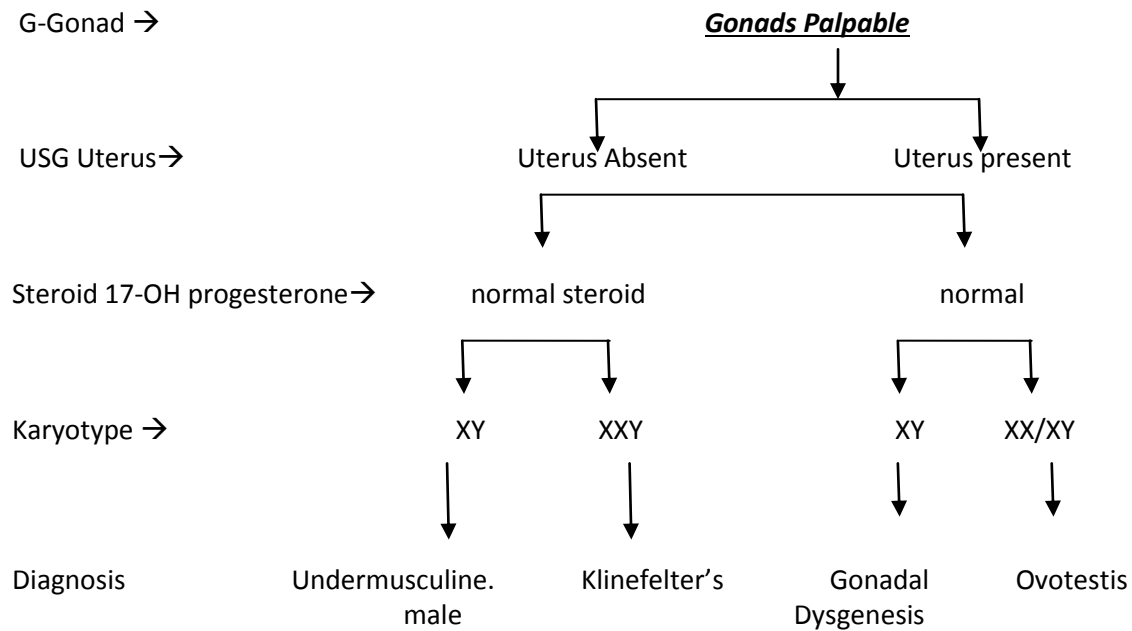 G-Gonad → Gonads Palpable
USG Uterus→ Uterus Absent Uterus present
Steroid 17-OH progesterone→ normal steroid normal
Karyotype → XY XXY XY XX/XY
Diagnosis Undermusculine. Klinefelter’s Gonadal Ovotestis
male Dysgenesis